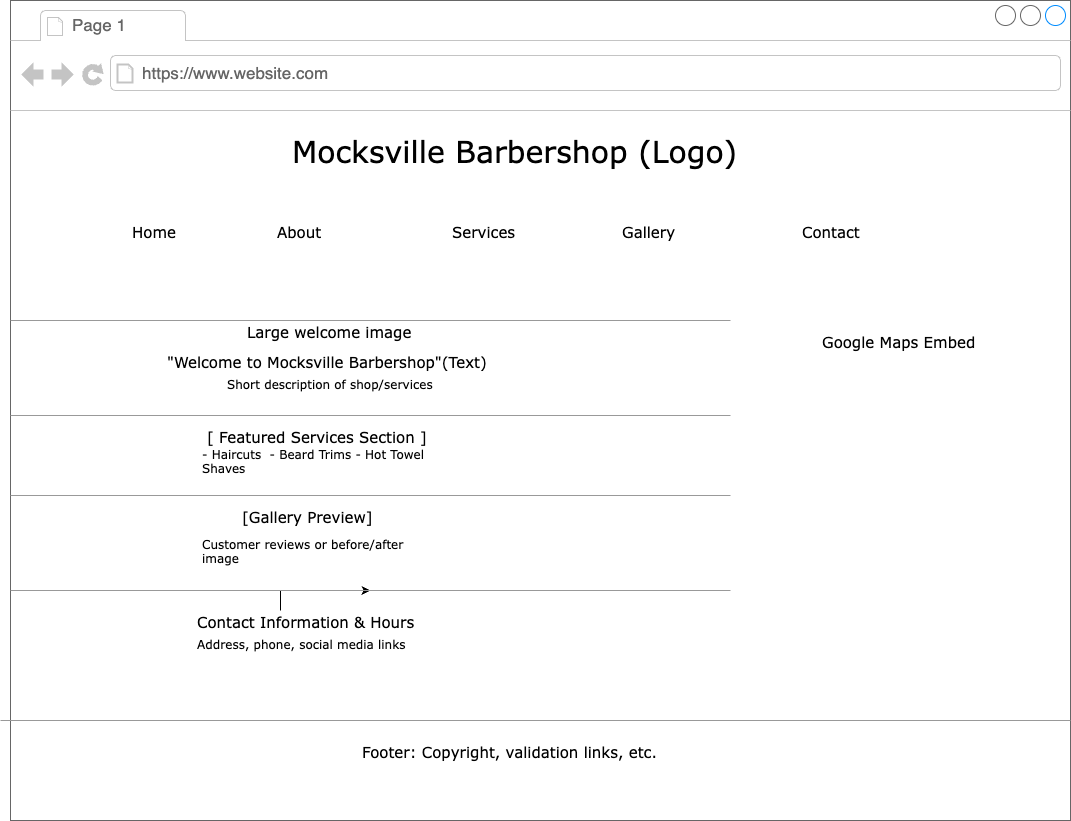 Page 1
https://www.website.com
Mocksville Barbershop (Logo)
Home About Services Gallery Contact
Large welcome image
Google Maps Embed
"Welcome to Mocksville Barbershop"(Text)
Short description of shop/services
[ Featured Services Section ]
- Haircuts  - Beard Trims - Hot Towel
Shaves
[Gallery Preview]
Customer reviews or before/after
image
Contact Information & Hours
Address, phone, social media links
Footer: Copyright, validation links, etc.